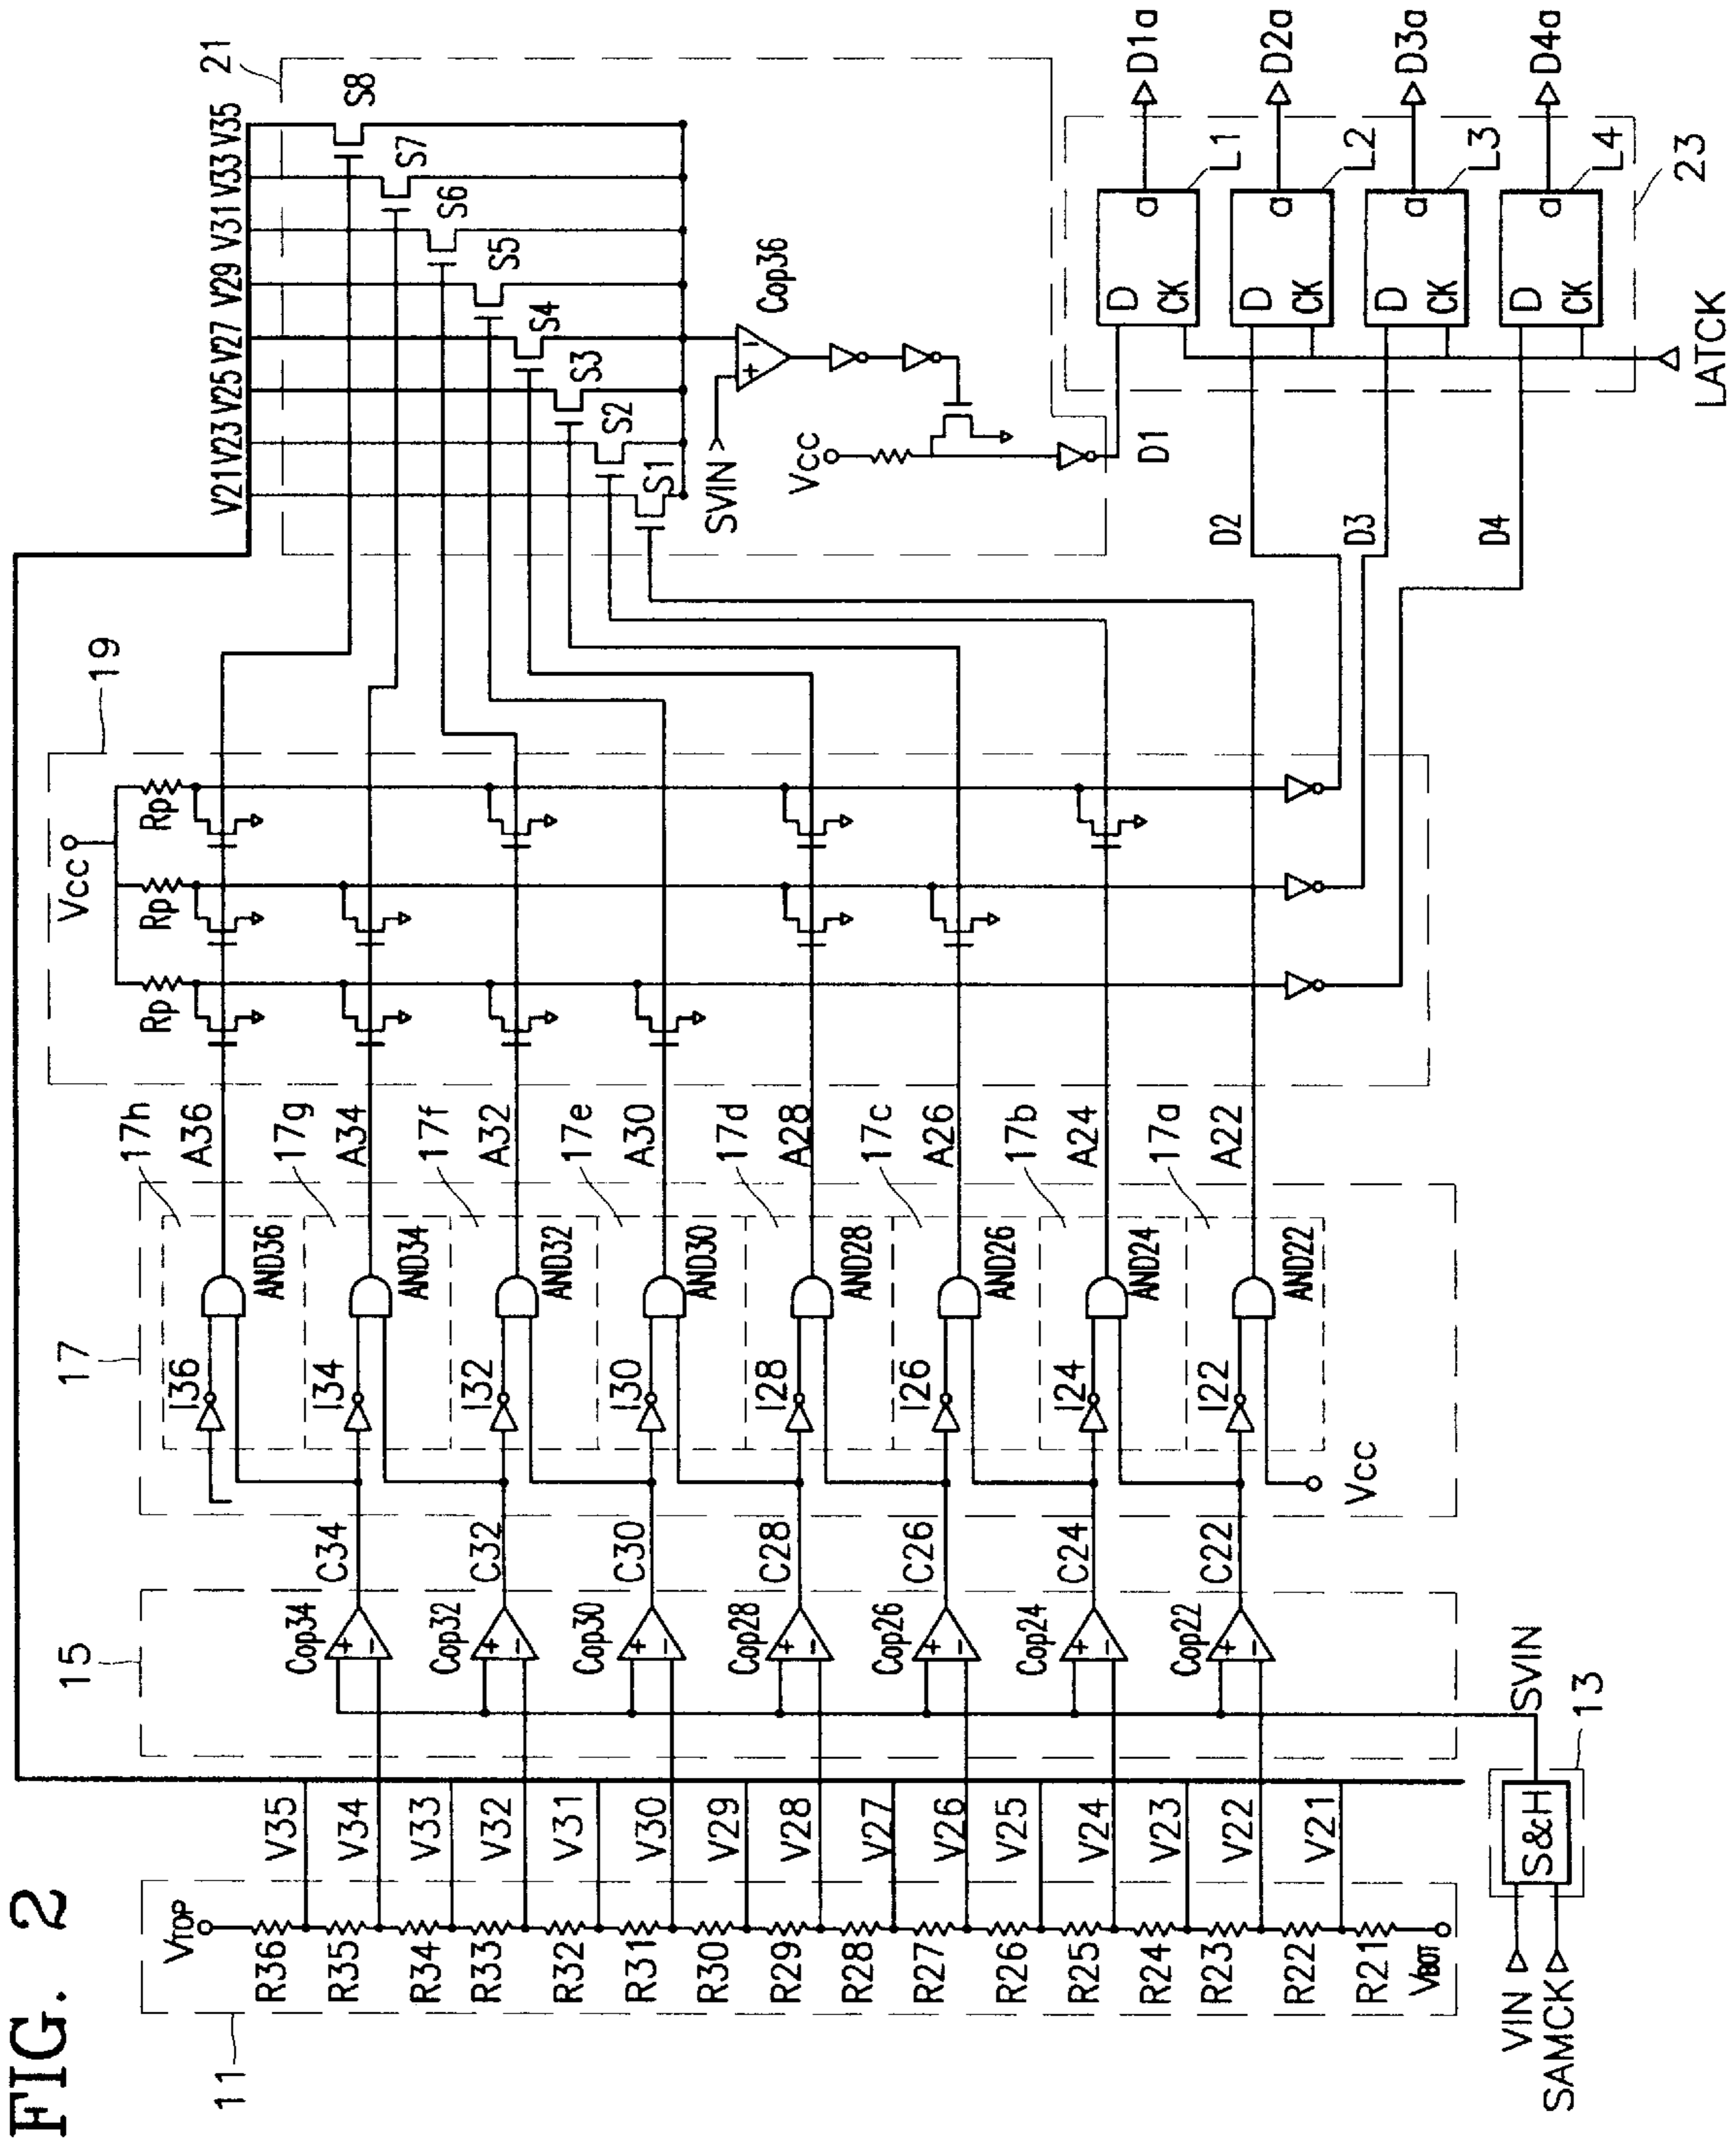 FIG. 2
11
VTOP
R36
R35
R34
R33
R32
R31
R30
R29
R28
R27
R26
R25
R24
R23
R22
R21
VBOT
V35
V34
V33
V32
V31
V30
V29
V28
V27
V26
V25
V24
V23
V22
V21
VIN
SAMCK
S&H
13
SVIN
15
Cop34
Cop32
Cop30
Cop28
Cop26
Cop24
Cop22
+ -
+ -
+ -
+ -
+ -
+ -
+ -
C34
C32
C30
C28
C26
C24
C22
17
I36
I34
I32
I30
I28
I26
I24
I22
Vcc
AND36
AND34
AND32
AND30
AND28
AND26
AND24
AND22
17h
17g
17f
17e
17d
17c
17b
17a
A36
A34
A32
A30
A28
A26
A24
A22
19
Vcc
Rp
Rp
Rp
21
V21 V23 V25 V27 V29 V31 V33 V35
S8
S7
S6
S5
S4
S3
S2
S1
SVIN
+ -
Cop36
Vcc
D1
D2
D3
D4
D
CK
a
L1
D1a
D
CK
a
L2
D2a
D
CK
a
L3
D3a
D
CK
a
L4
D4a
23
LATCK